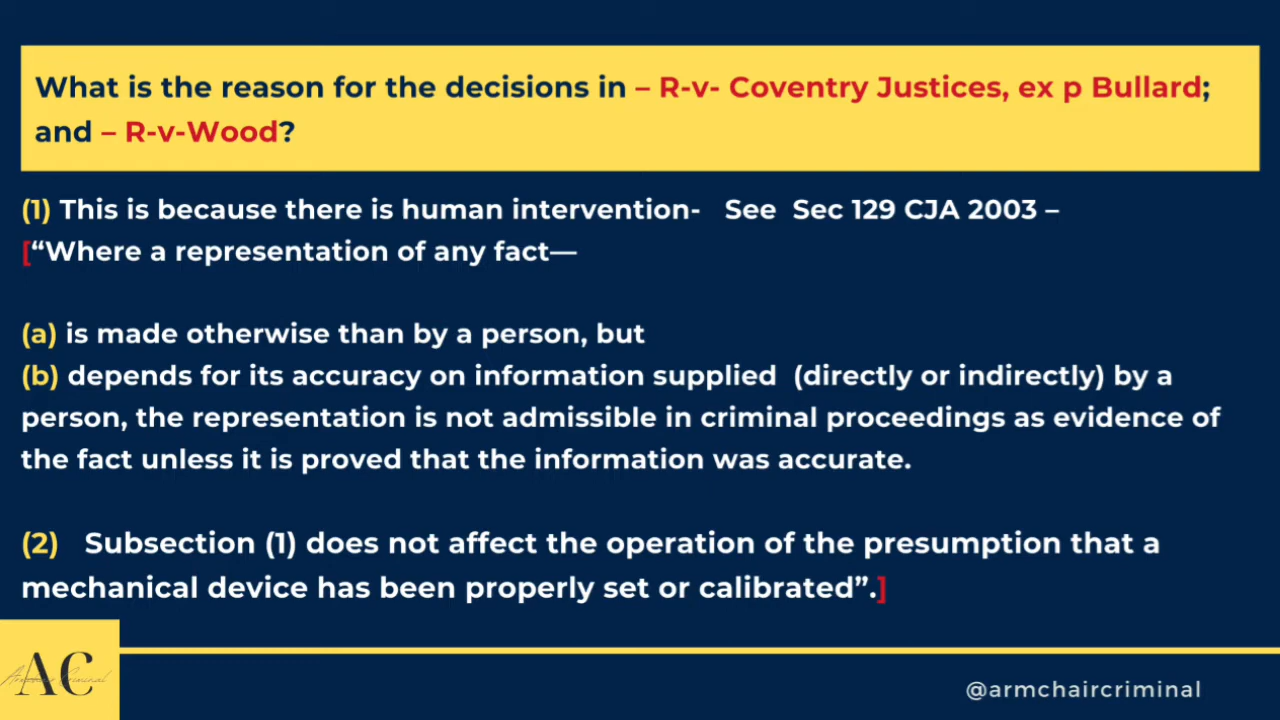 What is the reason for the decisions in – R-v- Coventry Justices, ex p Bullard;
and – R-v-Wood?
(1) This is because there is human intervention- See Sec 129 CJA 2003 –
[“Where a representation of any fact—
(a) is made otherwise than by a person, but
(b) depends for its accuracy on information supplied (directly or indirectly) by a
person, the representation is not admissible in criminal proceedings as evidence of
the fact unless it is proved that the information was accurate.
(2) Subsection (1) does not affect the operation of the presumption that a
mechanical device has been properly set or calibrated”.]
AC
Armchair Criminal
@armchaircriminal